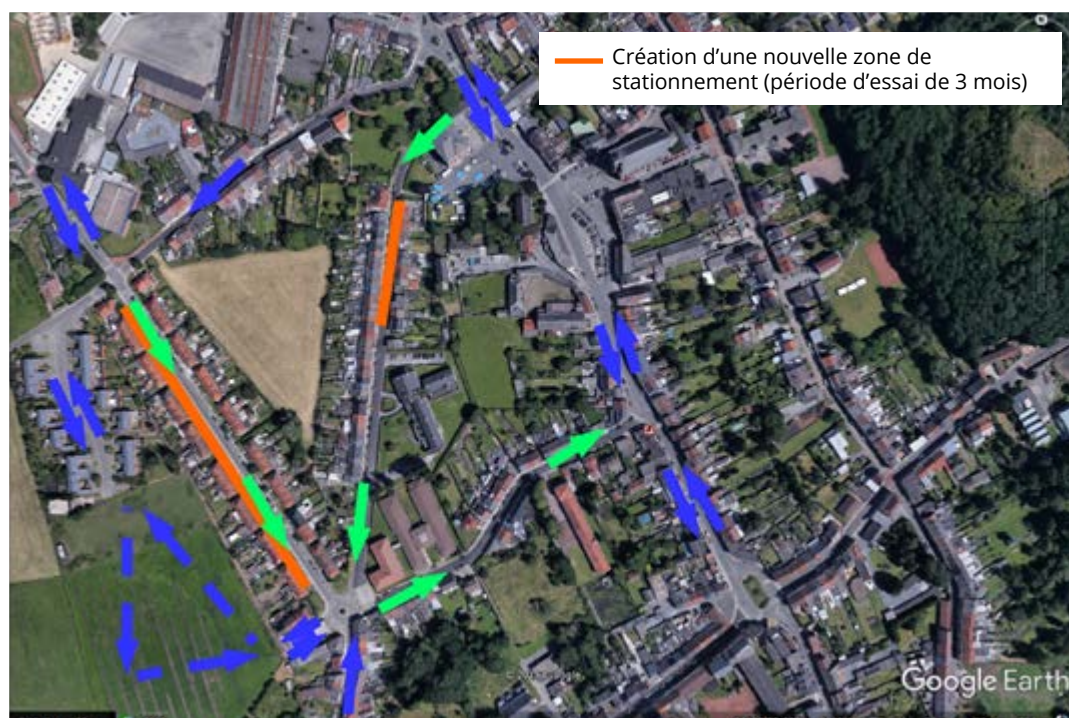 Création d’une nouvelle zone de
stationnement (période d’essai de 3 mois)
Google Earth